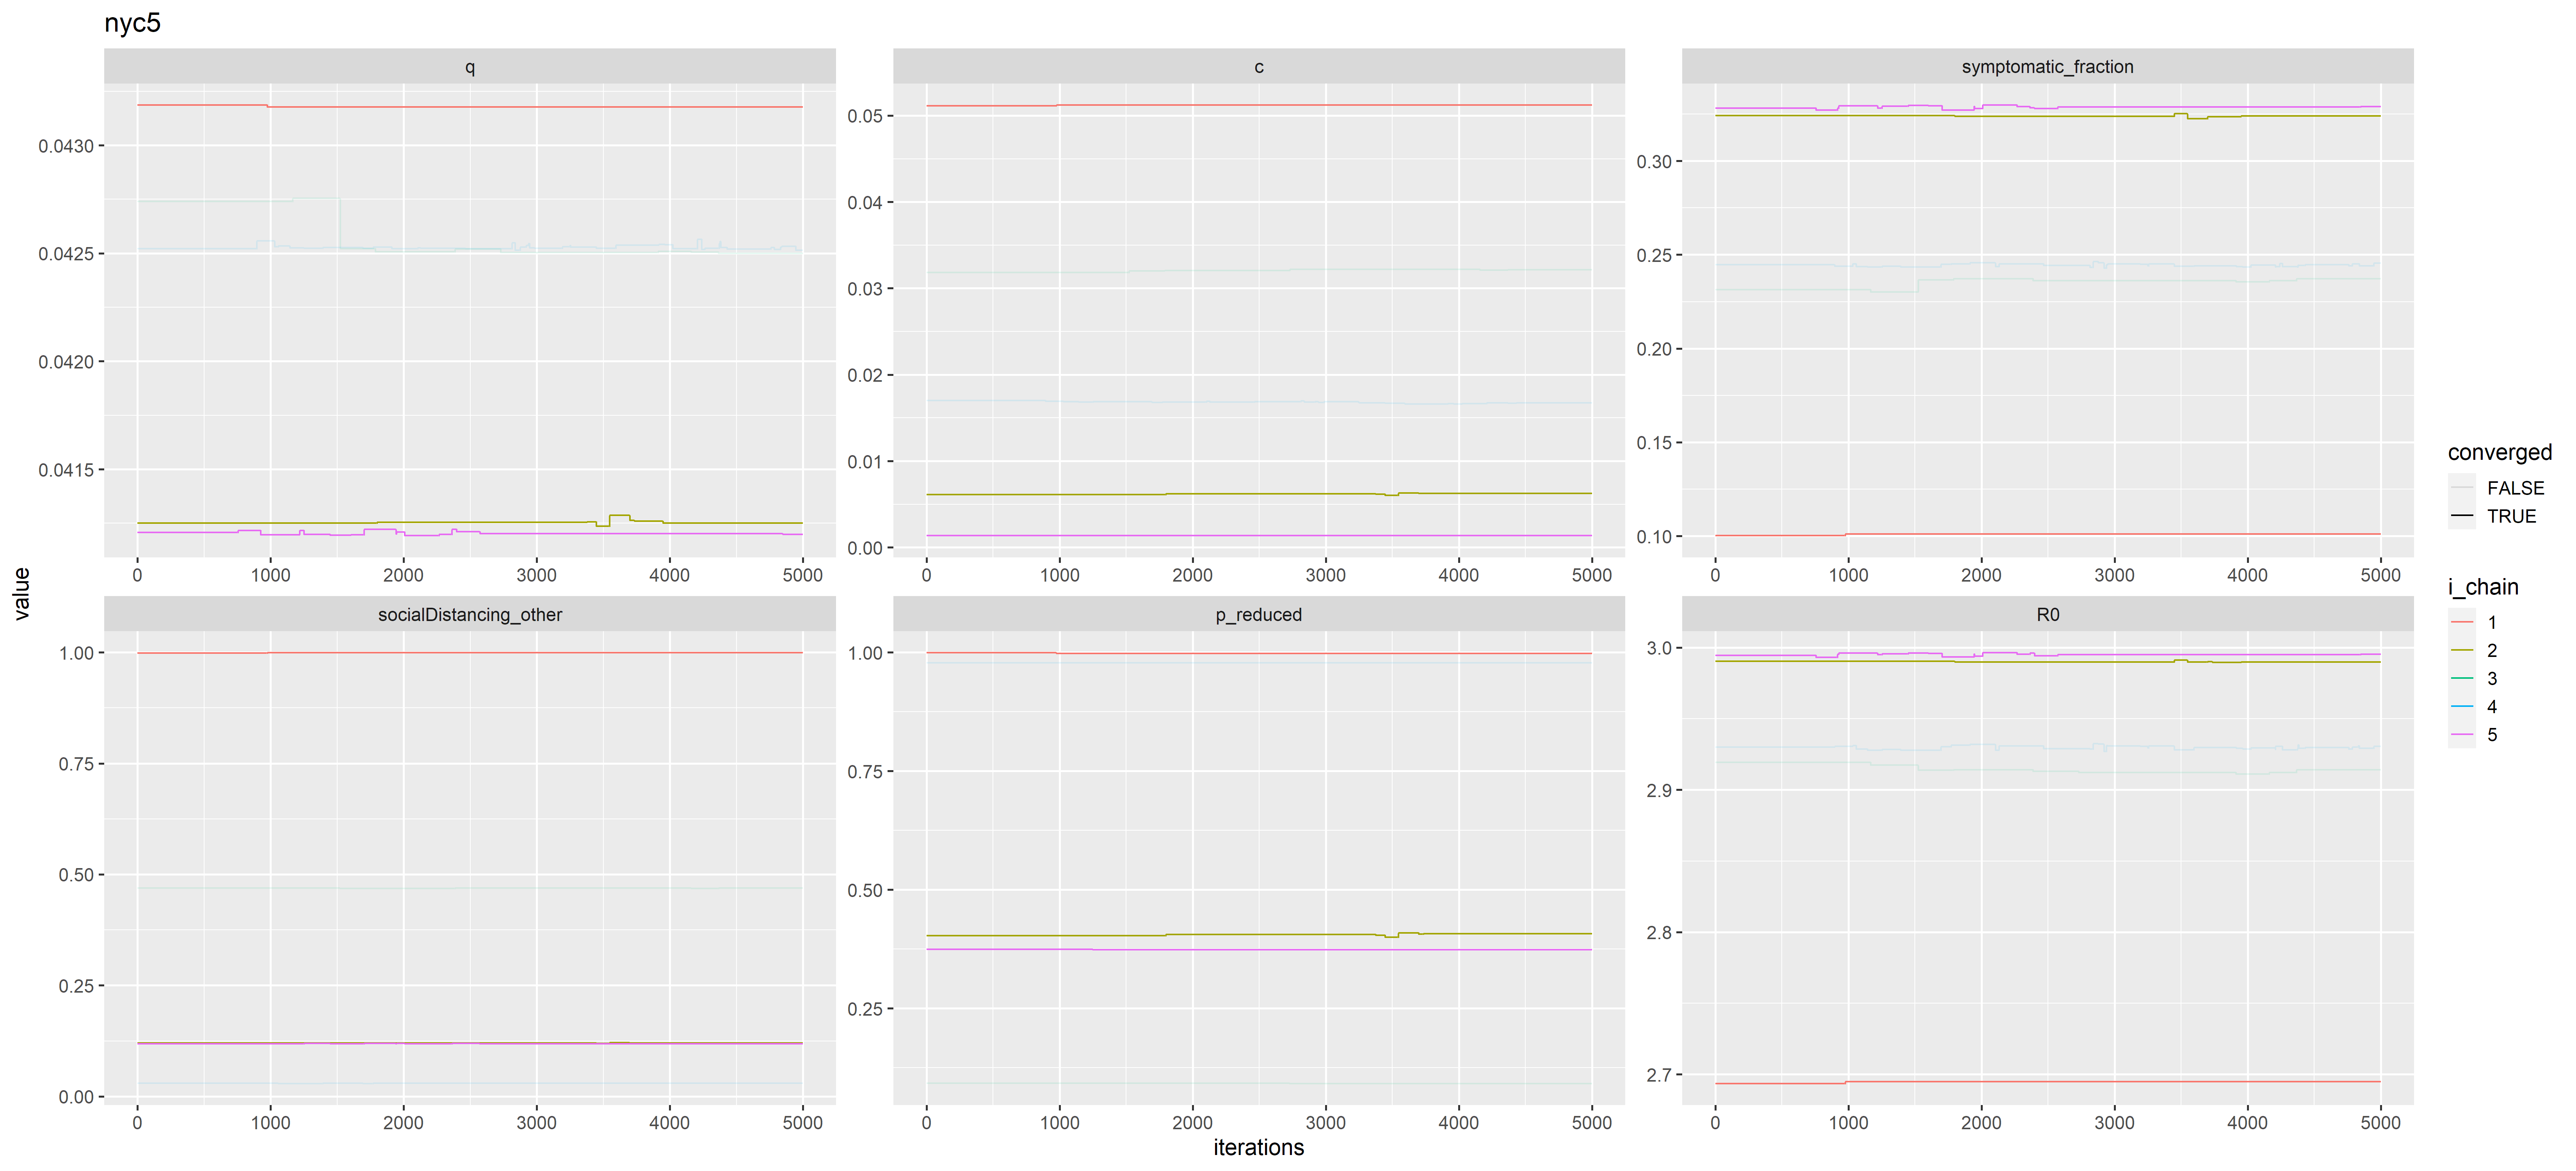 nyc5
q
c
symptomatic_fraction
0.0430
0.0425
0.0420
0.0415
0.05
0.04
0.03
0.02
0.01
0.00
0.30
0.25
0.20
0.15
0.10
0 1000 2000 3000 4000 5000
0 1000 2000 3000 4000 5000
0 1000 2000 3000 4000 5000
socialDistancing_other
p_reduced
R0
1.00
0.75
0.50
0.25
0.00
1.00
0.75
0.50
0.25
3.0
2.9
2.8
2.7
0 1000 2000 3000 4000 5000
0 1000 2000 3000 4000 5000
0 1000 2000 3000 4000 5000
value
iterations
converged
FALSE
TRUE
i_chain
1
2
3
4
5